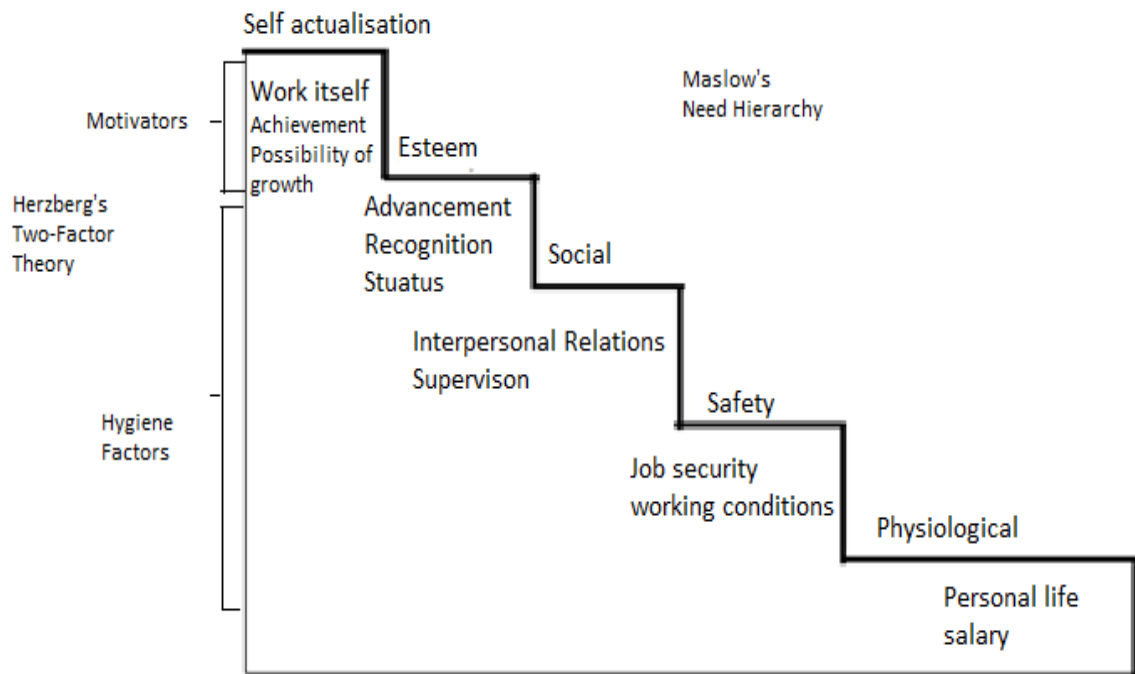 Self actualisation
Maslow's
Need Hierarchy
Work itself
Achievement
Possibility of
growth
Motivators
Esteem
Herzberg's
Two-Factor
Theory
Advancement
Recognition
Stuatus
Social
Interpersonal Relations
Supervison
Safety
Hygiene
Factors
Job security
working conditions
Physiological
Personal life
salary